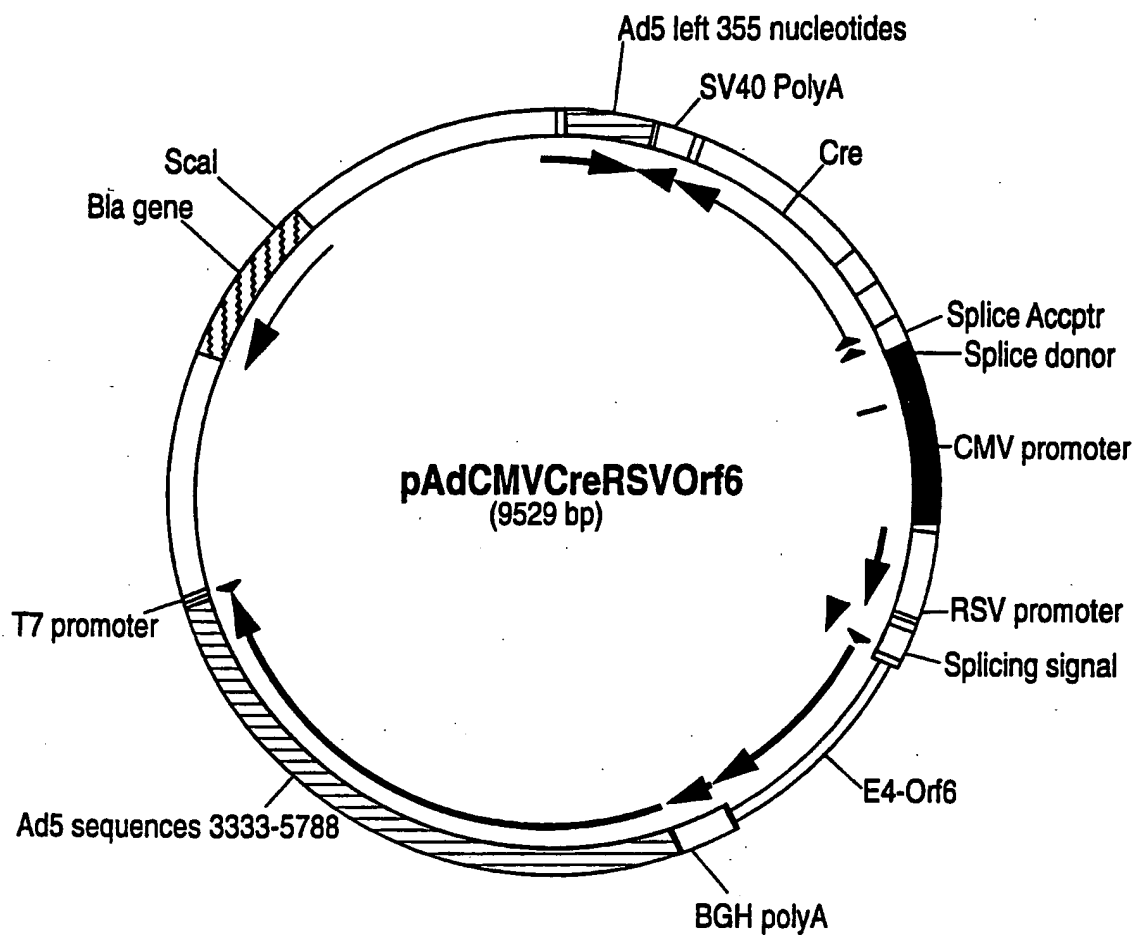 Ad5 left 355 nucleotides
SV40 PolyA
Cre
ScaI
Bla gene
Splice Accptr
Splice donor
CMV promoter
pAdCMVCreRSVOrf6
(9529 bp)
RSV promoter
T7 promoter
Splicing signal
E4-Orf6
Ad5 sequences 3333-5788
BGH polyA